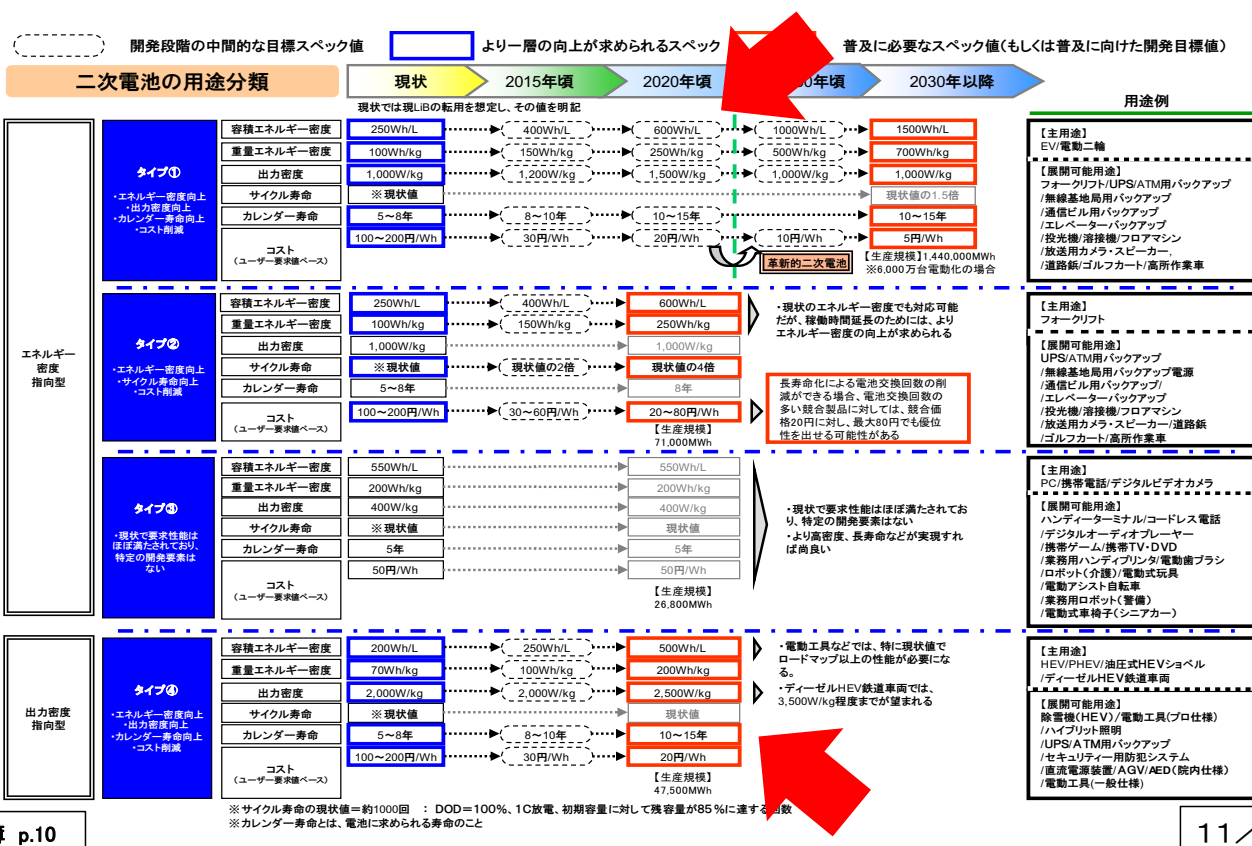 開発段階の中間的な目標スペック値
より一層の向上が求められるスペック
普及に必要なスペック値(もしくは普及に向けた開発目標値)
二次電池の用途分類
現状
2015年頃
2020年頃
年頃
2030年以降
用途例
現状では現LiBの転用を想定し、その値を明記
エネルギー
密度
指向型
タイプ①
・エネルギー密度向上
・出力密度向上
・カレンダー寿命向上
・コスト削減
容積エネルギー密度
250Wh/L
400Wh/L
600Wh/L
1000Wh/L
1500Wh/L
重量エネルギー密度
100Wh/kg
150Wh/kg
250Wh/kg
500Wh/kg
700Wh/kg
出力密度
1,000W/kg
1,200W/kg
1,500W/kg
1,000W/kg
1,000W/kg
サイクル寿命
※現状値
現状値の1.5倍
カレンダー寿命
5~8年
8~10年
10~15年
10~15年
コスト
(ユーザー要求値ベース)
100~200円/Wh
30円/Wh
20円/Wh
10円/Wh
5円/Wh
革新的二次電池
【生産規模】1,440,000MWh
※6,000万台電動化の場合
【主用途】
EV/電動二輪
【展開可能用途】
フォークリフト/UPS/ATM用バックアップ
/無線基地局用バックアップ
/通信ビル用バックアップ
/エレベーターバックアップ
/投光機/溶接機/フロアマシン
/放送用カメラ・スピーカー,
/道路鋲/ゴルフカート/高所作業車
タイプ②
・エネルギー密度向上
・サイクル寿命向上
・コスト削減
容積エネルギー密度
250Wh/L
400Wh/L
600Wh/L
重量エネルギー密度
100Wh/kg
150Wh/kg
250Wh/kg
出力密度
1,000W/kg
1,000W/kg
サイクル寿命
※現状値
現状値の2倍
現状値の4倍
カレンダー寿命
5~8年
8年
コスト
(ユーザー要求値ベース)
100~200円/Wh
30~60円/Wh
20~80円/Wh
【生産規模】
71,000MWh
・現状のエネルギー密度でも対応可能
だが、稼働時間延長のためには、より
エネルギー密度の向上が求められる
長寿命化による電池交換回数の削
減ができる場合、電池交換回数の
多い競合製品に対しては、競合価
格20円に対し、最大80円でも優位
性を出せる可能性がある
【主用途】
フォークリフト
【展開可能用途】
UPS/ATM用バックアップ
/無線基地局用バックアップ電源
/通信ビル用バックアップ/
/エレベーターバックアップ
/投光機/溶接機/フロアマシン
/放送用カメラ・スピーカー/道路鋲
/ゴルフカート/高所作業車
タイプ③
・現状で要求性能は
ほぼ満たされており、
特定の開発要素は
ない
容積エネルギー密度
550Wh/L
550Wh/L
重量エネルギー密度
200Wh/kg
200Wh/kg
出力密度
400W/kg
400W/kg
サイクル寿命
※現状値
現状値
カレンダー寿命
5年
5年
コスト
(ユーザー要求値ベース)
50円/Wh
50円/Wh
【生産規模】
26,800MWh
・現状で要求性能はほぼ満たされてお
り、特定の開発要素はない
・より高密度、長寿命などが実現すれ
ば尚良い
【主用途】
PC/携帯電話/デジタルビデオカメラ
【展開可能用途】
ハンディーターミナル/コードレス電話
/デジタルオーディオプレーヤー
/携帯ゲーム/携帯TV・DVD
/業務用ハンディプリンタ/電動歯ブラシ
/ロボット(介護)/電動式玩具
/電動アシスト自転車
/業務用ロボット(警備)
/電動式車椅子(シニアカー)
出力密度
指向型
タイプ④
・エネルギー密度向上
・出力密度向上
・カレンダー寿命向上
・コスト削減
容積エネルギー密度
200Wh/L
250Wh/L
500Wh/L
重量エネルギー密度
70Wh/kg
100Wh/kg
200Wh/kg
出力密度
2,000W/kg
2,000W/kg
2,500W/kg
サイクル寿命
※現状値
現状値
カレンダー寿命
5~8年
8~10年
10~15年
コスト
(ユーザー要求値ベース)
100~200円/Wh
30円/Wh
20円/Wh
【生産規模】
47,500MWh
・電動工具などでは、特に現状値で
ロードマップ以上の性能が必要にな
る。
・ディーゼルHEV鉄道車両では、
3,500W/kg程度までが望まれる
【主用途】
HEV/PHEV/油圧式HEVショベル
/ディーゼルHEV鉄道車両
【展開可能用途】
除雪機(HEV)/電動工具(プロ仕様)
/ハイブリット照明
/UPS/ATM用バックアップ
/セキュリティー用防犯システム
/直流電源装置/AGV/AED(院内仕様)
/電動工具(一般仕様)
※サイクル寿命の現状値=約1000回 : DOD=100%、1C放電、初期容量に対して残容量が85%に達する回数
※カレンダー寿命とは、電池に求められる寿命のこと
p.10
11/